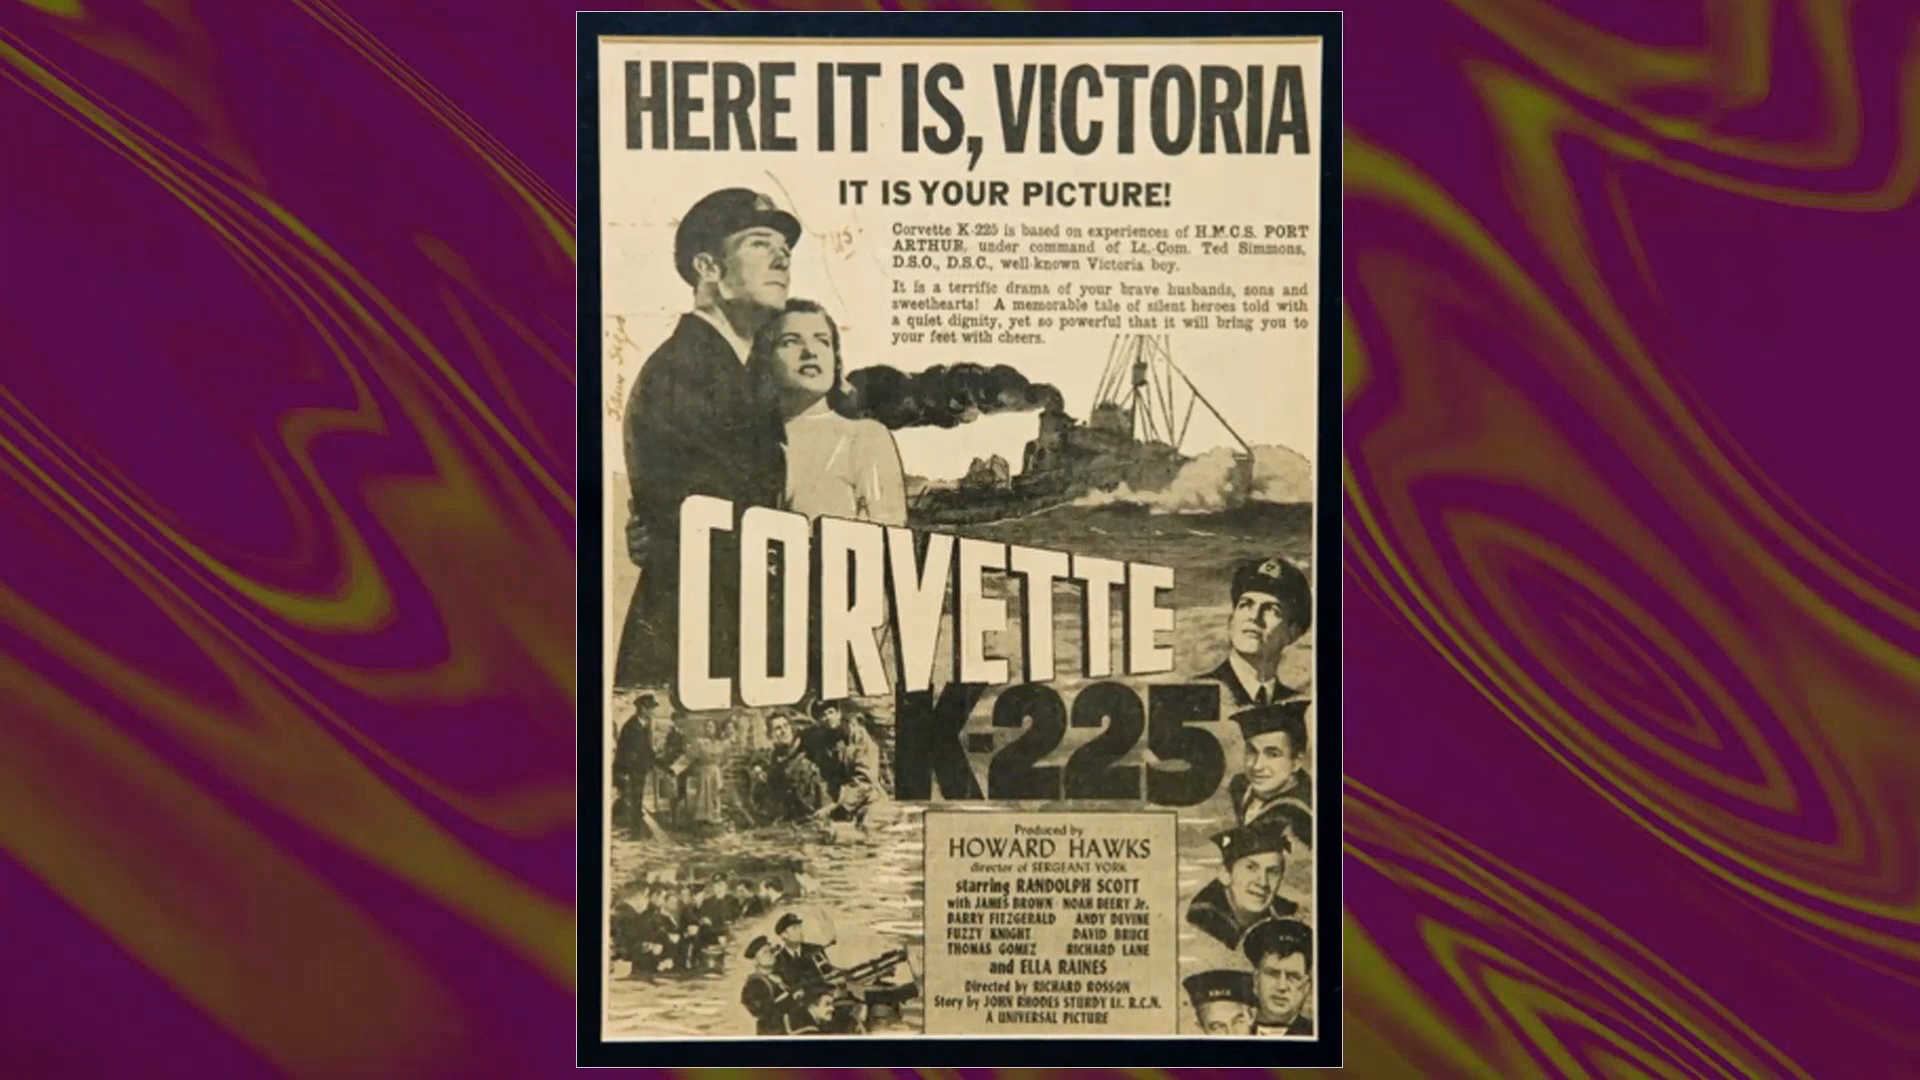 HERE IT IS, VICTORIA
IT IS YOUR PICTURE!
Corvette K-225 is based on experiences of H.M.C.S. PORT
ARTHUR, under command of Lt.-Com. Ted Simmons,
D.S.O., D.S.C., well-known Victoria boy.
It is a terrific drama of your brave husbands, sons and
sweethearts! A memorable tale of silent heroes told with
a quiet dignity, yet so powerful that it will bring you to
your feet with cheers.
CORVETTE
K-225
Produced by
HOWARD HAWKS
director of SERGEANT YORK
starring RANDOLPH SCOTT
with JAMES BROWN NOAH BEERY Jr.
BARRY FITZGERALD ANDY DEVINE
FUZZY KNIGHT DAVID BRUCE
THOMAS GOMEZ RICHARD LANE
and ELLA RAINES
Directed by RICHARD ROSSON
Story by JOHN RHODES STURDY Lt. R.C.N.
A UNIVERSAL PICTURE